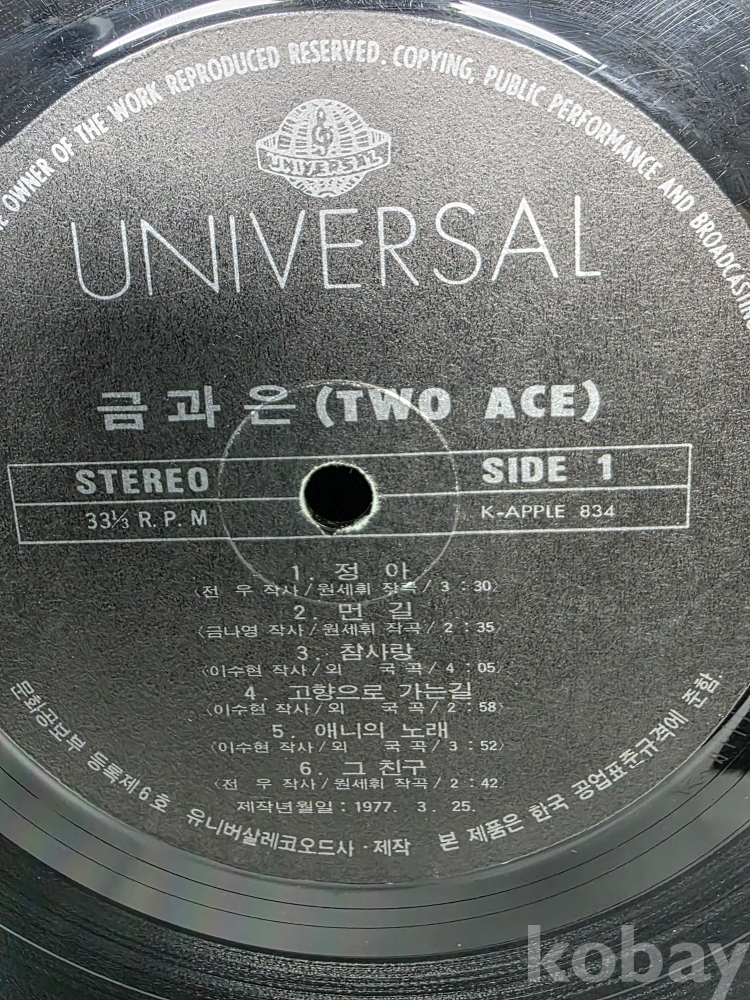 E OWNER OF THE WORK REPRODUCED RESERVED. COPYING, PUBLIC PERFORMANCE AND BROADCASTING
UNIVERSAL
UNIVERSAL
금과은 (TWO ACE)
STEREO SIDE 1
33⅓ R.P.M K-APPLE 834
1. 정 아
(전 우 작사/원세휘 작곡/3:30)
2. 먼 길
(금나영 작사/원세휘 작곡/2:35)
3. 참사랑
(이수현 작사/외 국 곡/4:05)
4. 고향으로 가는길
(이수현 작사/외 국 곡/2:58)
5. 애니의 노래
(이수현 작사/외 국 곡/3:52)
6. 그 친구
(전 우 작사/원세휘 작곡/2:42)
제작년월일:1977. 3. 25.
문화공보부 등록제.6호 유니버살레코오드사·제작 본 제품은 한국 공업표준규격에 준함.
kobay